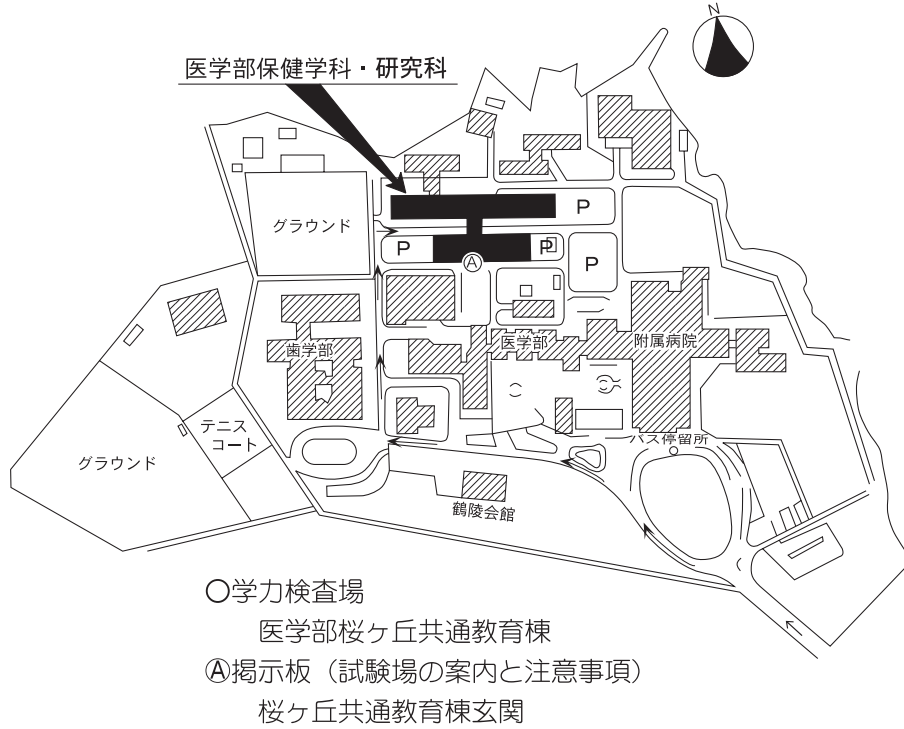 N
医学部保健学科・研究科
P
グラウンド
P
A
P
P
歯学部
医学部
附属病院
テニス
コート
バス停留所
グラウンド
鶴陵会館
○学力検査場
医学部桜ヶ丘共通教育棟
Ⓐ掲示板（試験場の案内と注意事項）
桜ヶ丘共通教育棟玄関